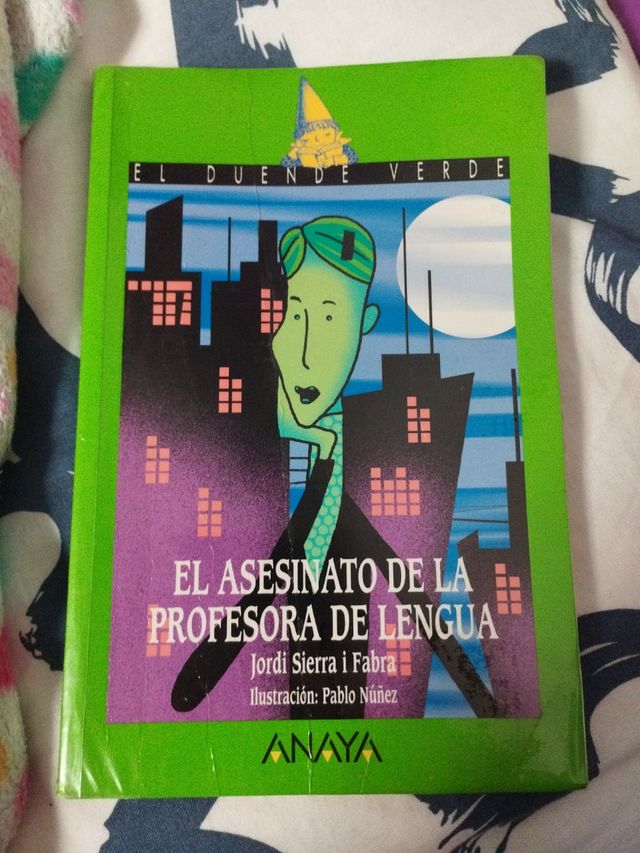 EL DUENDE VERDE
EL ASESINATO DE LA
PROFESORA DE LENGUA
Jordi Sierra i Fabra
Ilustración: Pablo Núñez
ANAYA